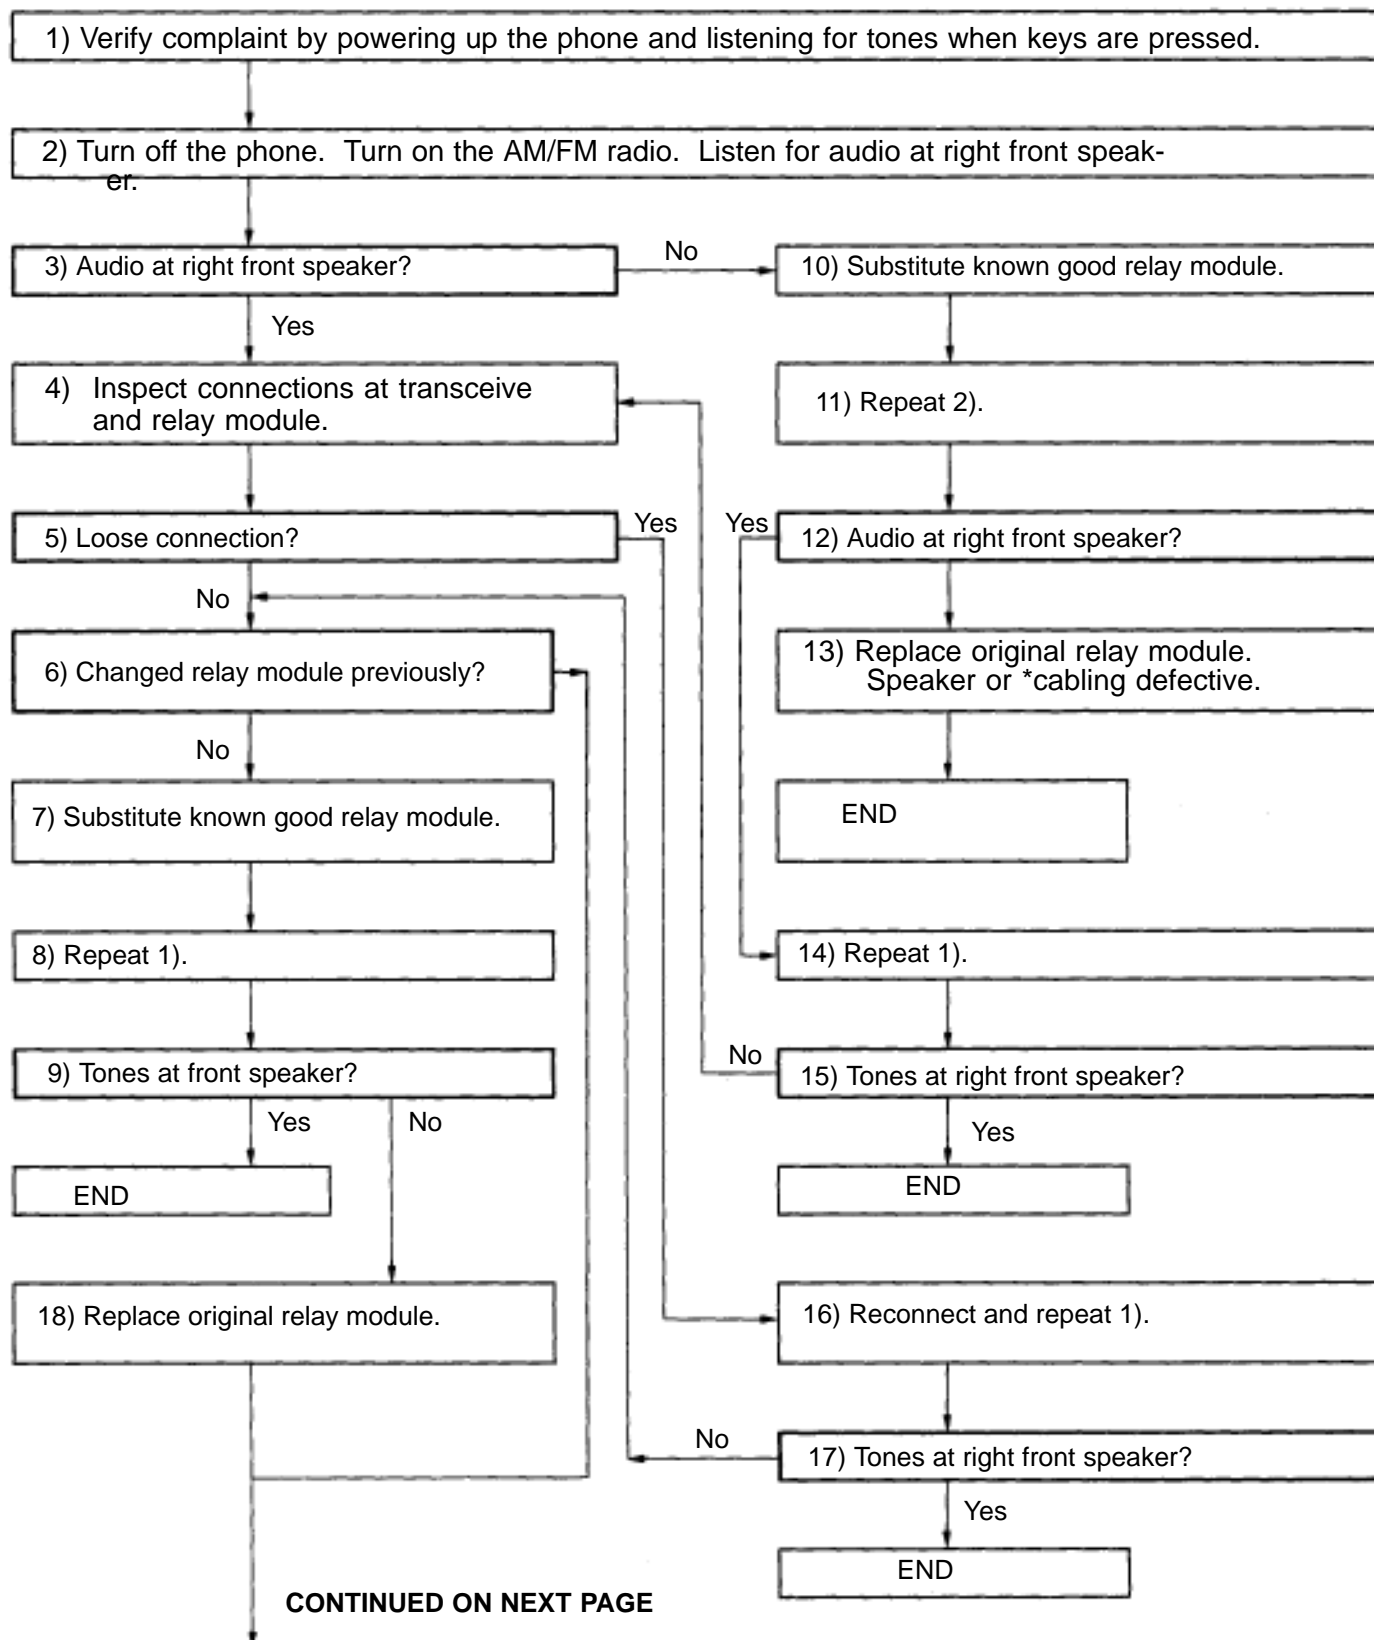 1) Verify complaint by powering up the phone and listening for tones when keys are pressed.
2) Turn off the phone. Turn on the AM/FM radio. Listen for audio at right front speak-
er.
3) Audio at right front speaker?
No
10) Substitute known good relay module.
Yes
4) Inspect connections at transceive
and relay module.
11) Repeat 2).
5) Loose connection?
Yes
Yes
12) Audio at right front speaker?
No
6) Changed relay module previously?
13) Replace original relay module.
Speaker or *cabling defective.
No
7) Substitute known good relay module.
END
8) Repeat 1).
14) Repeat 1).
9) Tones at front speaker?
No
15) Tones at right front speaker?
Yes
No
Yes
END
END
18) Replace original relay module.
16) Reconnect and repeat 1).
No
17) Tones at right front speaker?
Yes
END
CONTINUED ON NEXT PAGE